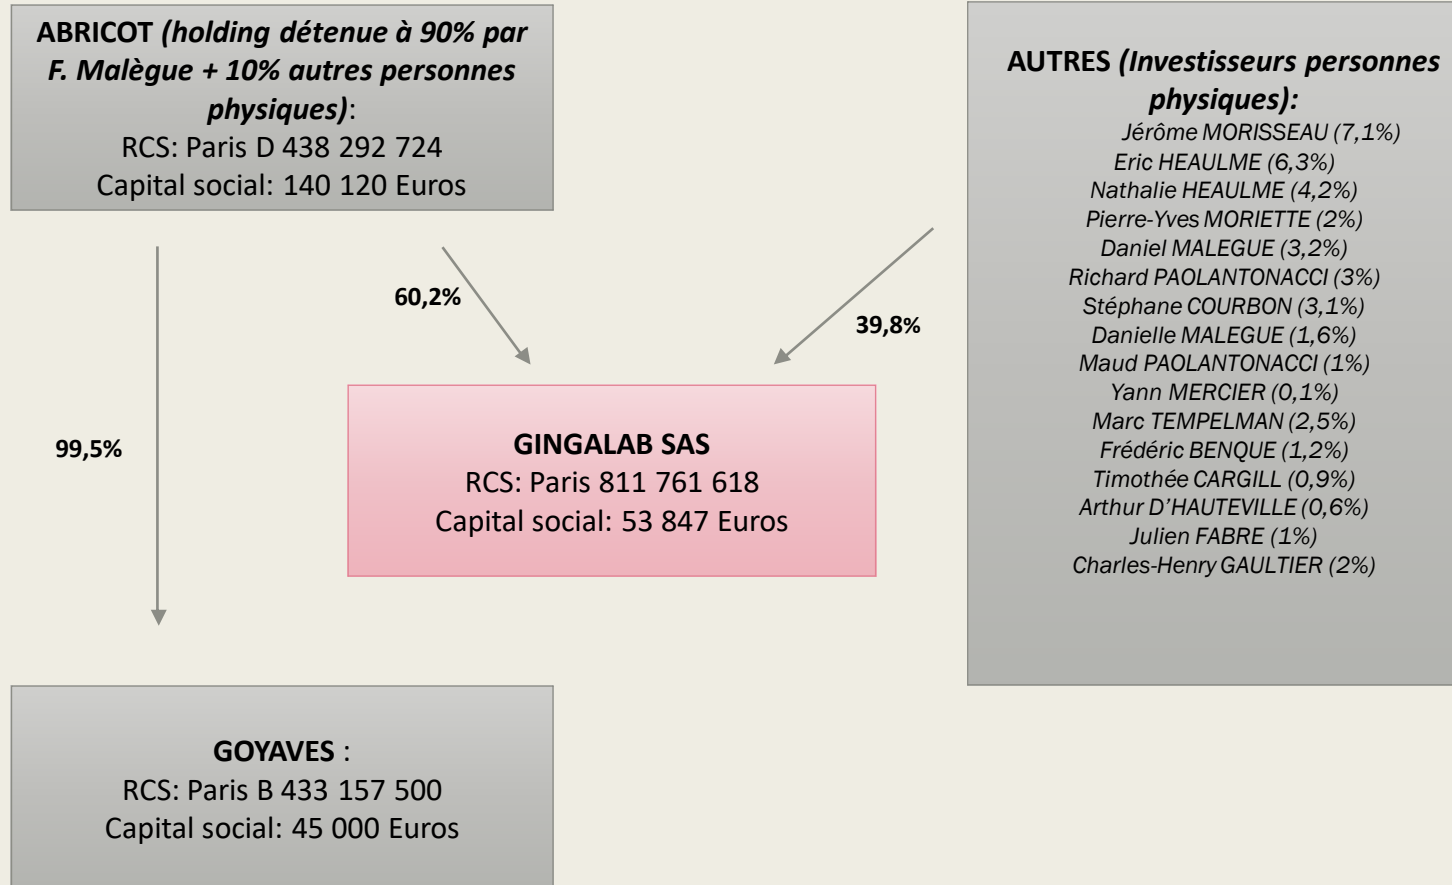 ABRICOT (holding détenue à 90% par
F. Malègue + 10% autres personnes
physiques):
RCS: Paris D 438 292 724
Capital social: 140 120 Euros
AUTRES (Investisseurs personnes
physiques):
Jérôme MORISSEAU (7,1%)
Eric HEAULME (6,3%)
Nathalie HEAULME (4,2%)
Pierre-Yves MORIETTE (2%)
Daniel MALEGUE (3,2%)
Richard PAOLANTONACCI (3%)
Stéphane COURBON (3,1%)
Danielle MALEGUE (1,6%)
Maud PAOLANTONACCI (1%)
Yann MERCIER (0,1%)
Marc TEMPELMAN (2,5%)
Frédéric BENQUE (1,2%)
Timothée CARGILL (0,9%)
Arthur D’HAUTEVILLE (0,6%)
Julien FABRE (1%)
Charles-Henry GAULTIER (2%)
60,2%
39,8%
99,5%
GINGALAB SAS
RCS: Paris 811 761 618
Capital social: 53 847 Euros
GOYAVES :
RCS: Paris B 433 157 500
Capital social: 45 000 Euros